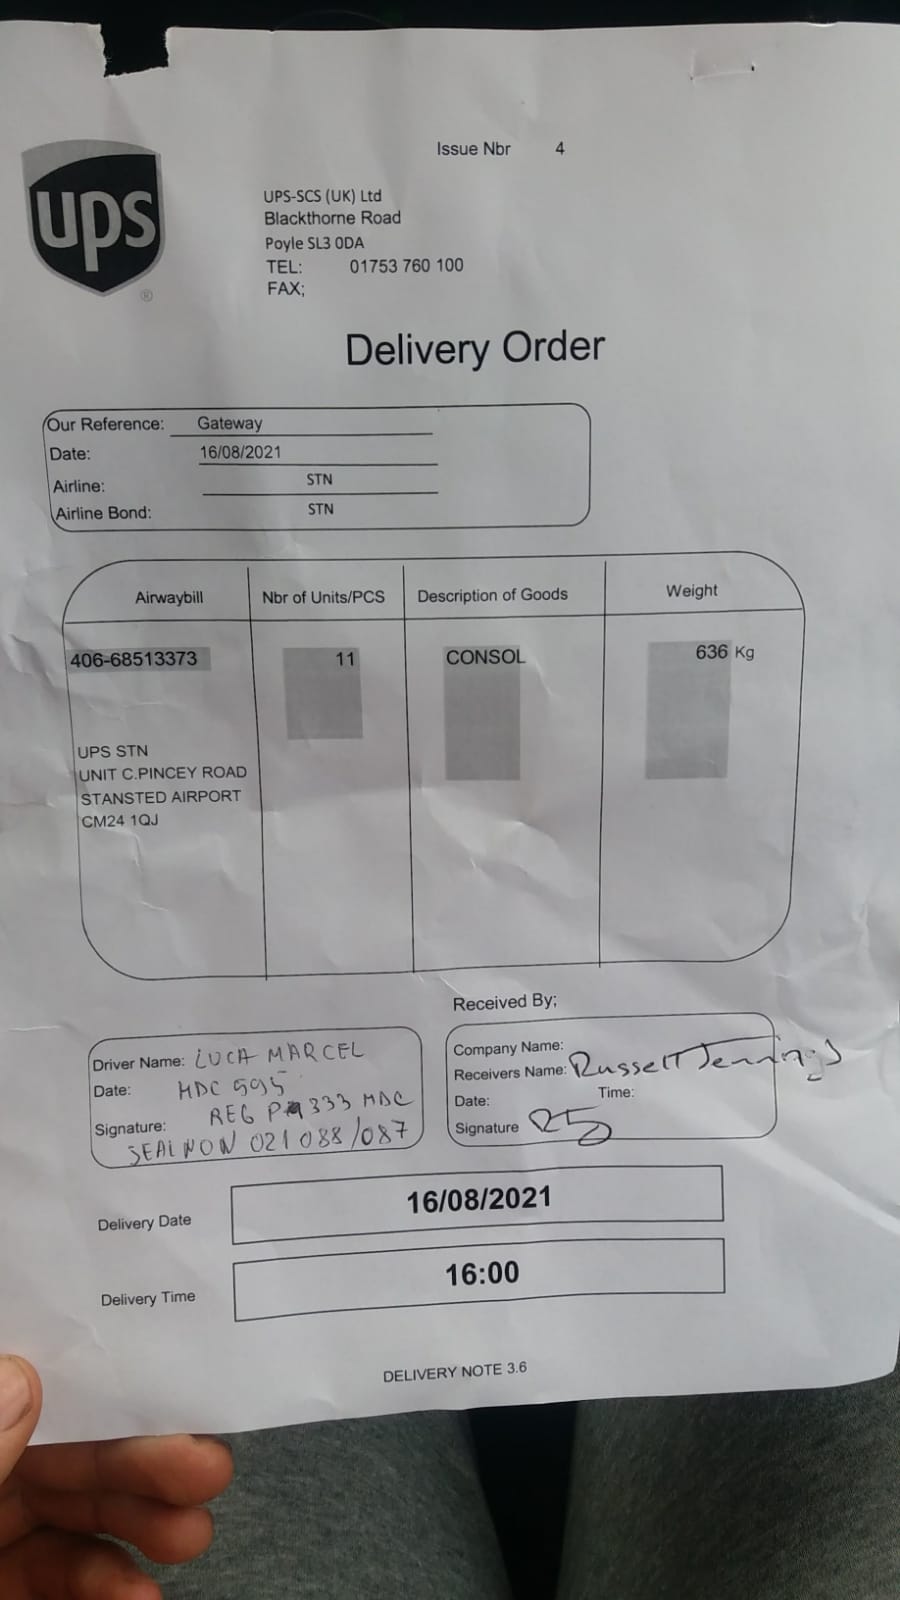 ups
®
Issue Nbr 4
UPS-SCS (UK) Ltd
Blackthorne Road
Poyle SL3 0DA
TEL: 01753 760 100
FAX;
Delivery Order
Our Reference: Gateway
Date: 16/08/2021
Airline: STN
Airline Bond: STN
Airwaybill Nbr of Units/PCS Description of Goods Weight
406-68513373 11 CONSOL 636 Kg
UPS STN
UNIT C.PINCEY ROAD
STANSTED AIRPORT
CM24 1QJ
Received By;
Driver Name: LUCA MARCEL
Date: HDC 595
Signature: REG 333 HDC
SEAL NON 021088/087
Company Name:
Receivers Name: Russell Jennings
Date: Time:
Signature
Delivery Date 16/08/2021
Delivery Time 16:00
DELIVERY NOTE 3.6